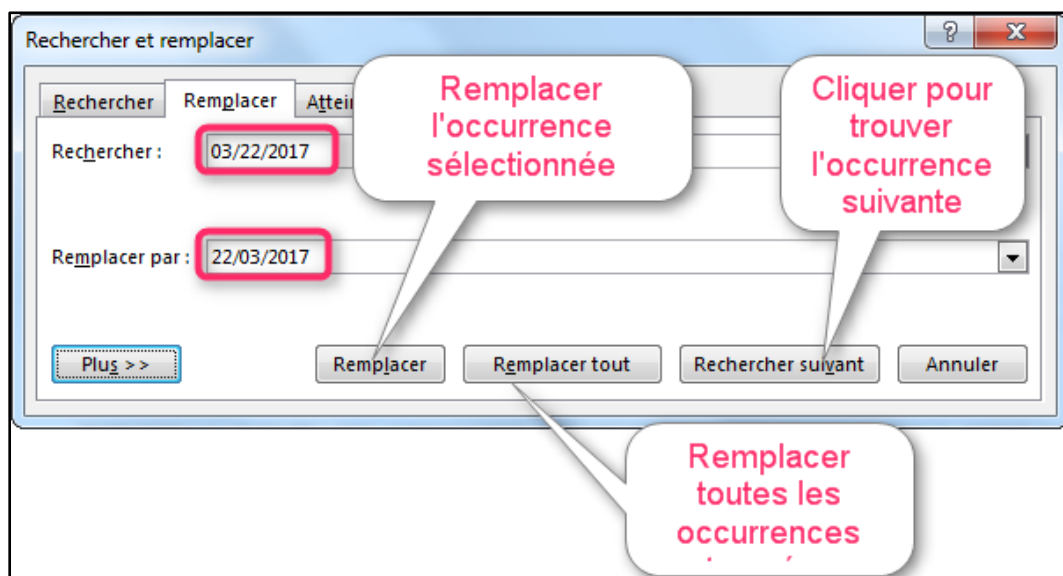 Rechercher et remplacer
Rechercher Remplacer
Remplacer
l'occurrence
sélectionnée
Cliquer pour
trouver
l'occurrence
suivante
Rechercher : 03/22/2017
Remplacer par : 22/03/2017
Plus >> Remplacer Remplacer tout Rechercher suivant Annuler
Remplacer
toutes les
occurrences